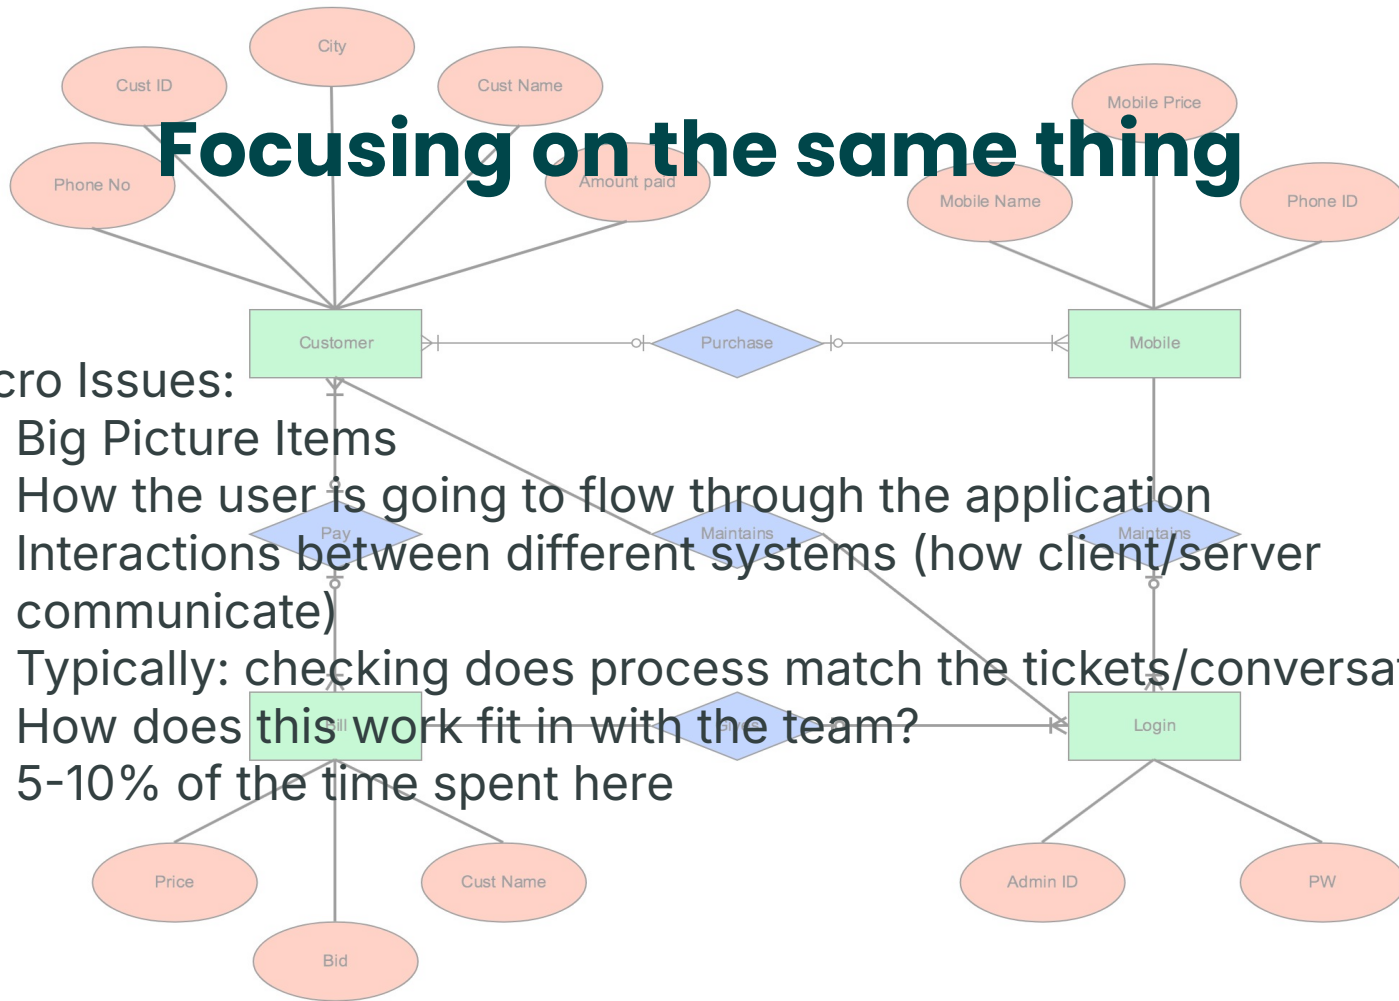 City
Cust ID
Cust Name
Mobile Price
Focusing on the same thing
Phone No
Amount paid
Mobile Name
Phone ID
Customer
Purchase
Mobile
cro Issues:
Big Picture Items
How the user is going to flow through the application
Pay
Maintains
Maintains
Interactions between different systems (how client/server
communicate)
Typically: checking does process match the tickets/conversat
How does this work fit in with the team?
Bill
Login
5-10% of the time spent here
Price
Cust Name
Admin ID
PW
Bid